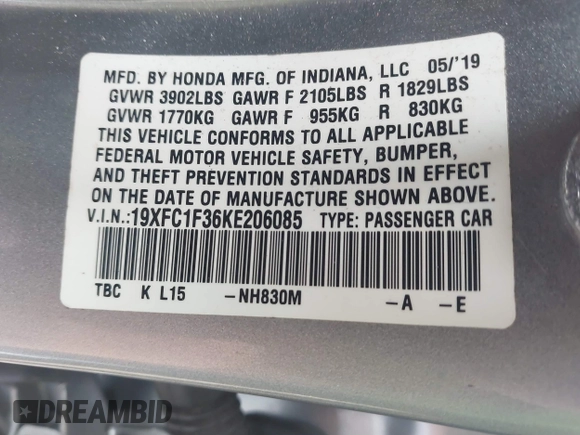 MFD. BY HONDA MFG. OF INDIANA, LLC 05/'19
GVWR 3902LBS GAWR F 2105LBS R 1829LBS
GVWR 1770KG GAWR F 955KG R 830KG
THIS VEHICLE CONFORMS TO ALL APPLICABLE
FEDERAL MOTOR VEHICLE SAFETY, BUMPER,
AND THEFT PREVENTION STANDARDS IN EFFECT
ON THE DATE OF MANUFACTURE SHOWN ABOVE.
V.I.N.:19XFC1F36KE206085 TYPE: PASSENGER CAR
TBC K L15 -NH830M -A -E
DREAMBID